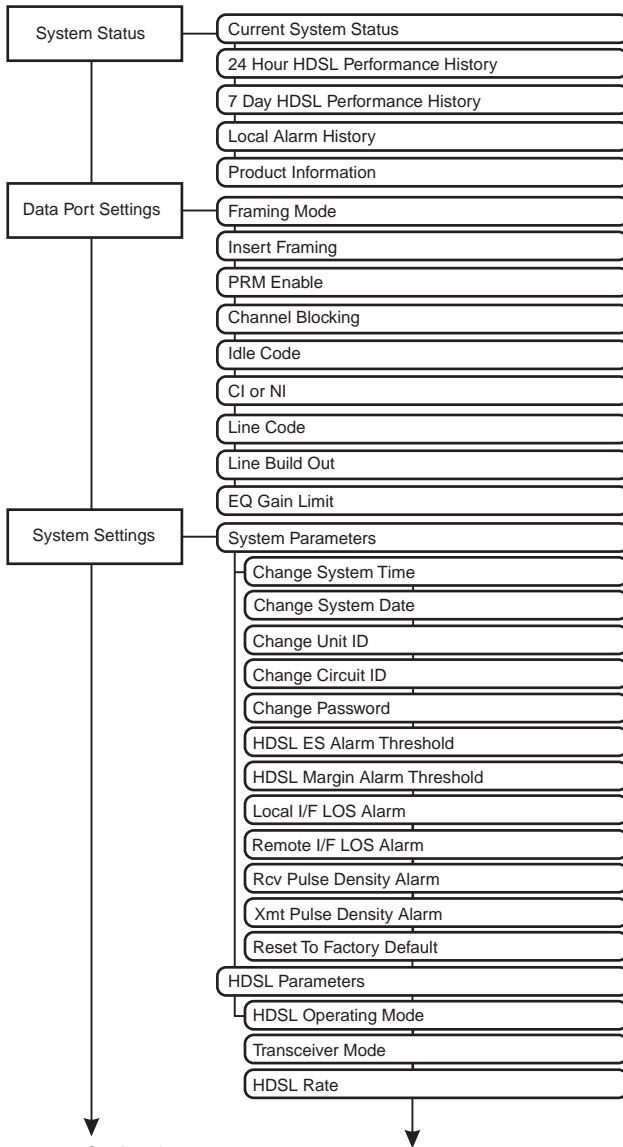 System Status
Current System Status
24 Hour HDSL Performance History
7 Day HDSL Performance History
Local Alarm History
Product Information
Data Port Settings
Framing Mode
Insert Framing
PRM Enable
Channel Blocking
Idle Code
CI or NI
Line Code
Line Build Out
EQ Gain Limit
System Settings
System Parameters
Change System Time
Change System Date
Change Unit ID
Change Circuit ID
Change Password
HDSL ES Alarm Threshold
HDSL Margin Alarm Threshold
Local I/F LOS Alarm
Remote I/F LOS Alarm
Rcv Pulse Density Alarm
Xmt Pulse Density Alarm
Reset To Factory Default
HDSL Parameters
HDSL Operating Mode
Transceiver Mode
HDSL Rate